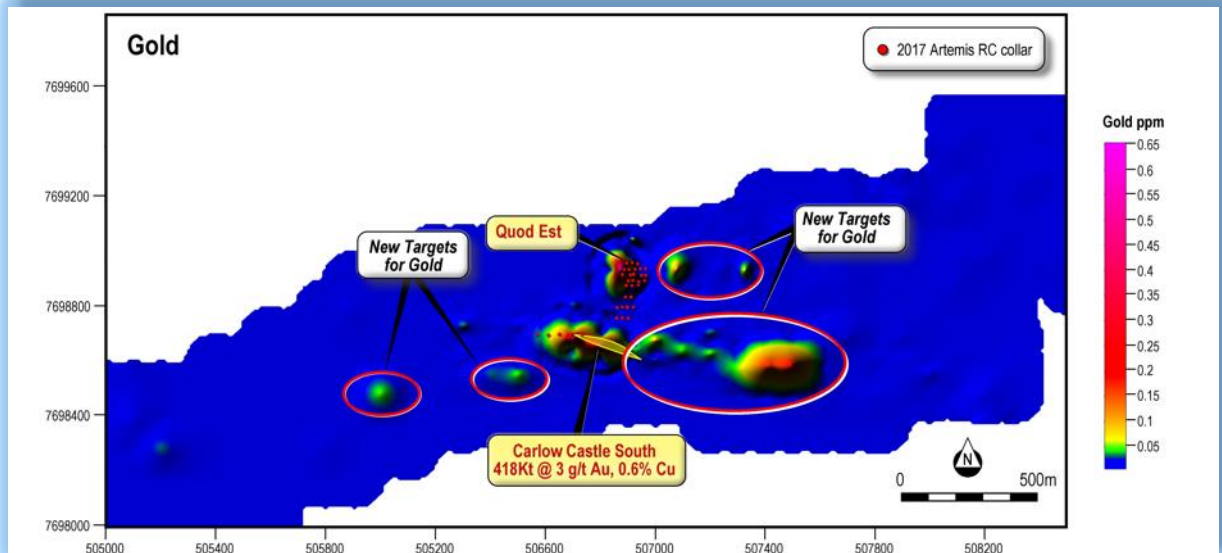 Gold
2017 Artemis RC collar
7699600
7699200
7698800
7698400
7698000
Gold ppm
0.65
0.6
0.55
0.5
0.45
0.4
0.35
0.3
0.25
0.2
0.15
0.1
0.05
New Targets
for Gold
Quod Est
New Targets
for Gold
Carlow Castle South
418Kt @ 3 g/t Au, 0.6% Cu
N
0
500m
505000
505400
505800
505200
506600
507000
507400
507800
508200